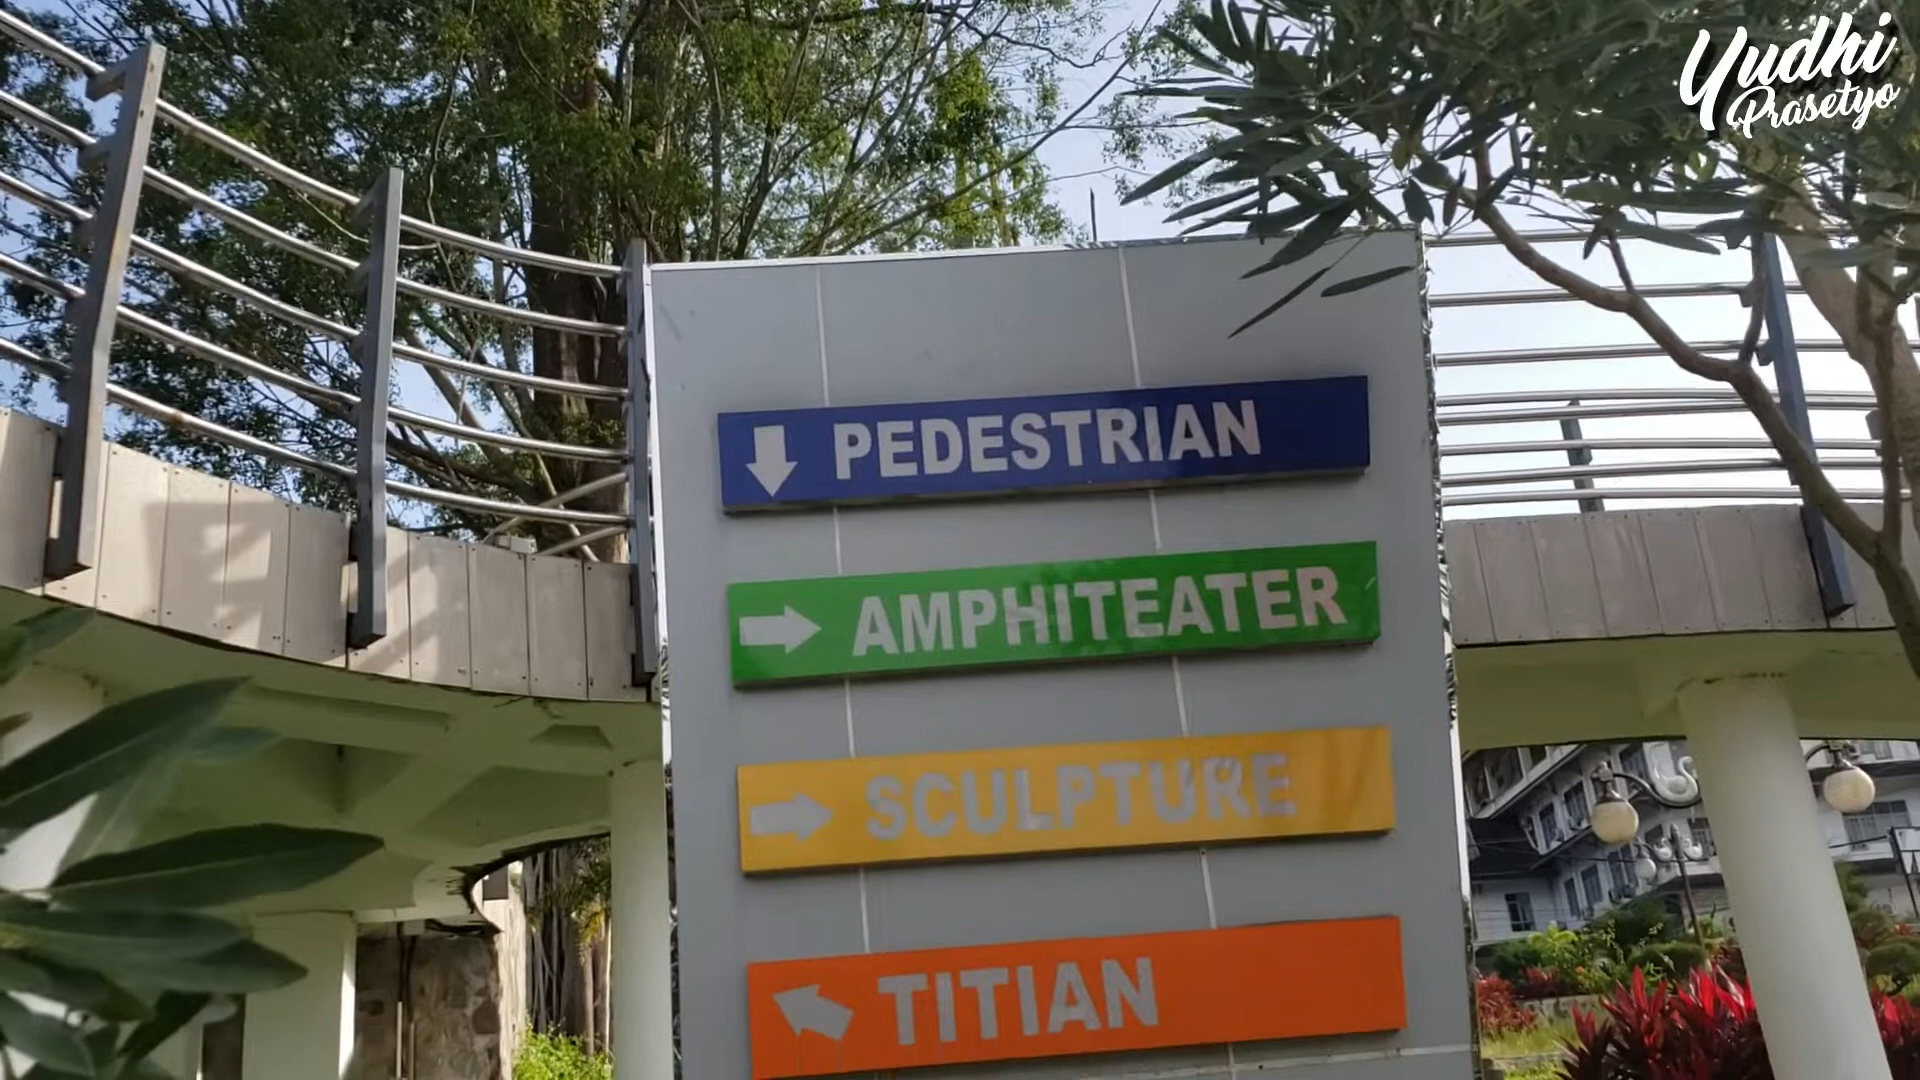 Yudhi
Prasetyo
PEDESTRIAN
AMPHITEATER
SCULPTURE
TITIAN